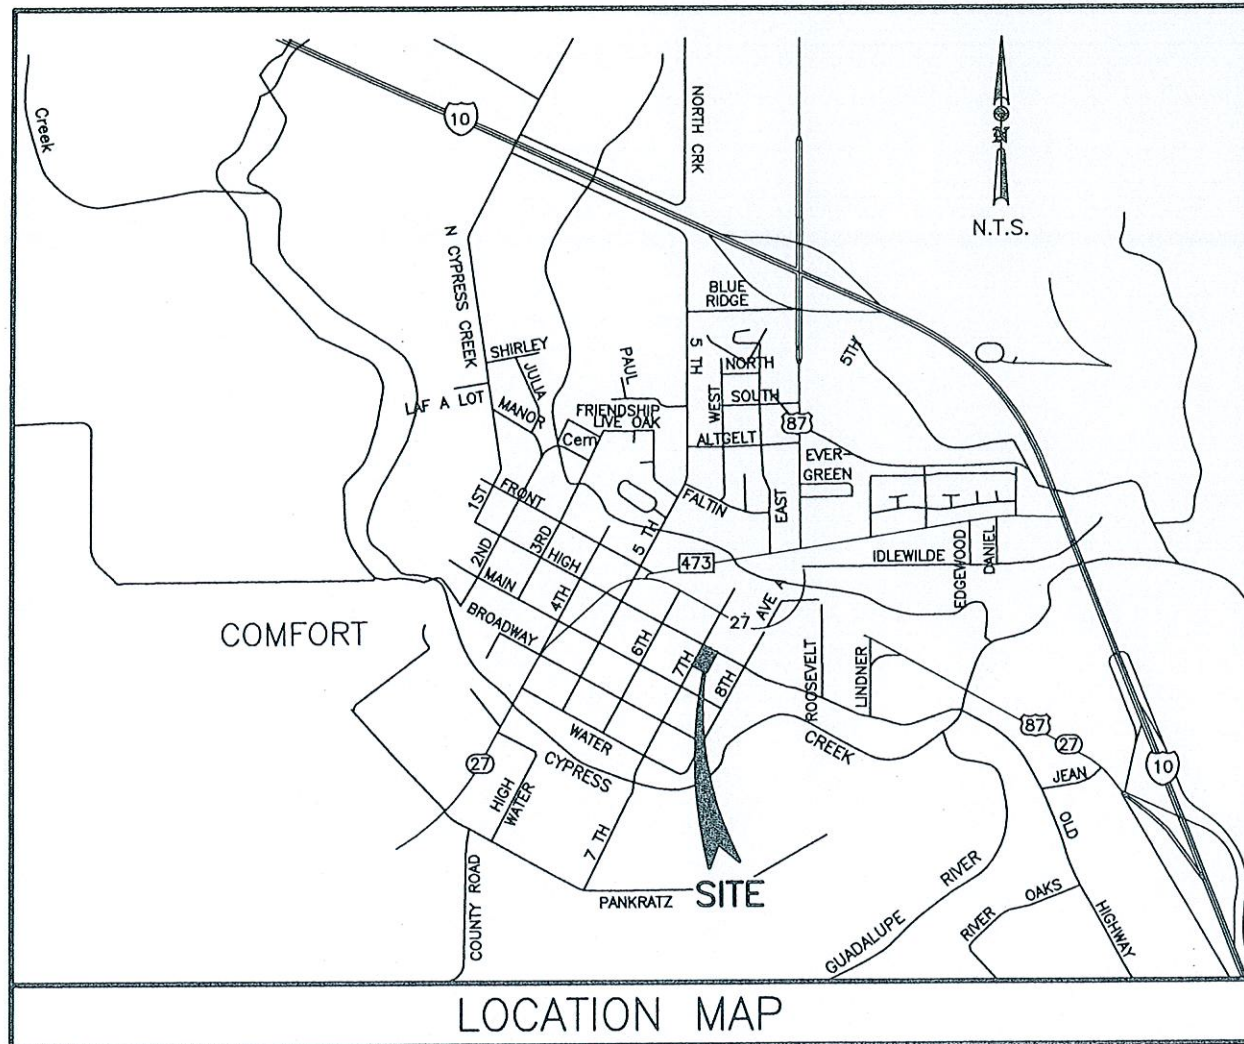 Creek
10
NORTH CRK
N.T.S.
N CYPRESS CREEK
BLUE
RIDGE
SHIRLEY
JULIA
PAUL
5 TH
NORTH
5TH
LAF A LOT
MANOR
FRIENDSHIP
LIVE OAK
WEST
SOUTH
87
Cem
ALTGELT
EVER-
GREEN
1ST
FRONT
FALTIN
EAST
2ND
3RD
HIGH
5 TH
473
IDLEWILDE
EDGEWOOD
DANIEL
MAIN
4TH
AVE A
BROADWAY
27
COMFORT
6TH
7TH
8TH
ROOSEVELT
LINDNER
WATER
CREEK
87
27
27
CYPRESS
HIGH
WATER
JEAN
10
OLD
HIGHWAY
7 TH
COUNTY ROAD
PANKRATZ
SITE
GUADALUPE
RIVER
RIVER
OAKS
LOCATION MAP